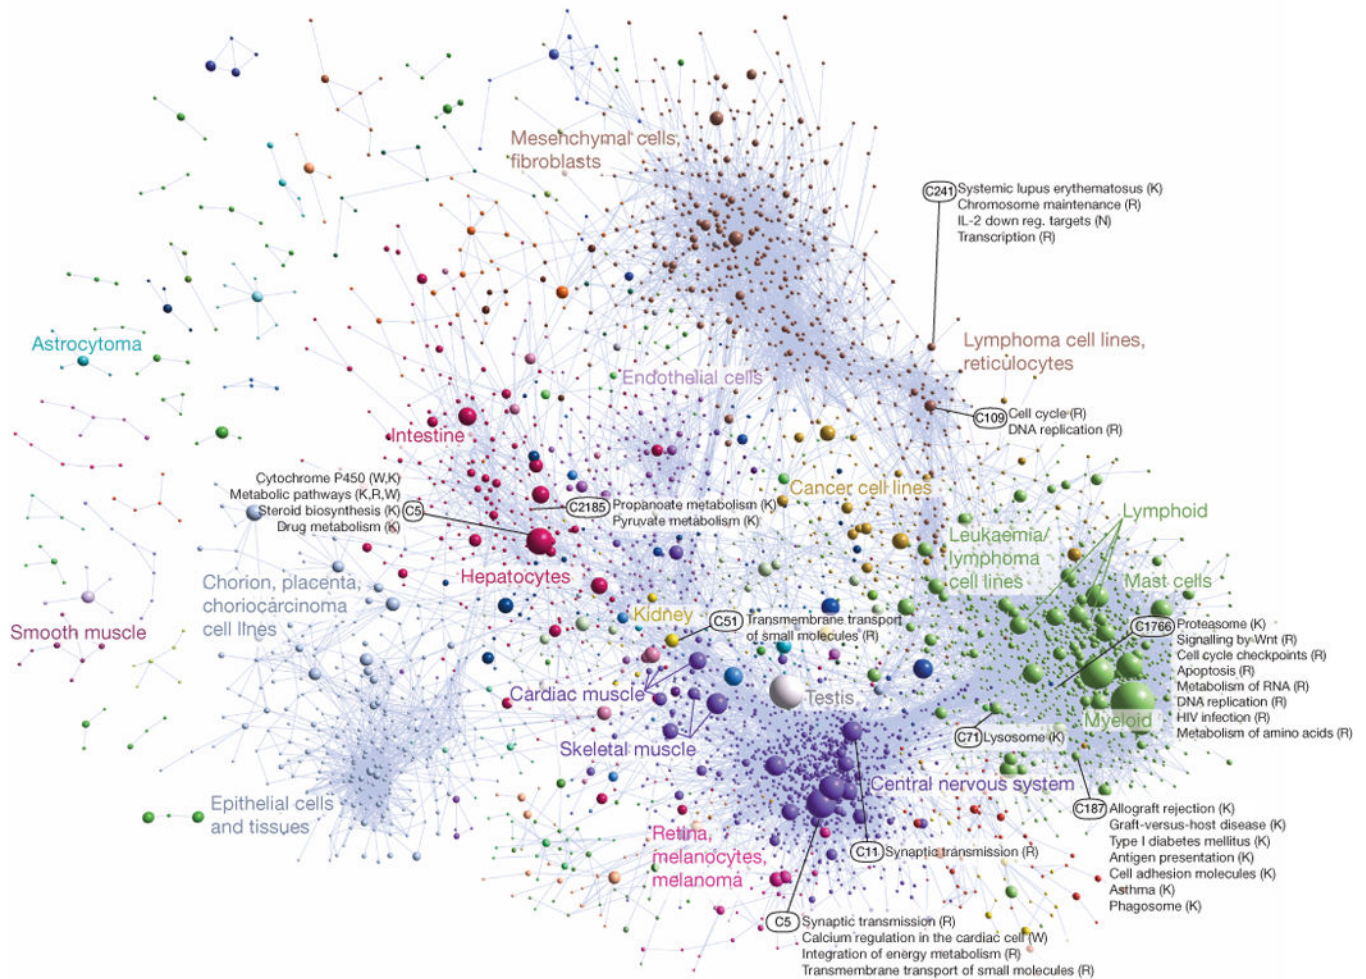 Mesenchymal cells,
fibroblasts
C241 Systemic lupus erythematosus (K)
Chromosome maintenance (R)
IL-2 down reg. targets (N)
Transcription (R)
Astrocytoma
Lymphoma cell lines,
reticulocytes
Endothelial cells
C109 Cell cycle (R)
DNA replication (R)
Intestine
Cytochrome P450 (W,K)
Metabolic pathways (K,R,W)
Steroid biosynthesis (K) C5
Drug metabolism (K)
C2185 Propanoate metabolism (K)
Pyruvate metabolism (K)
Cancer cell lines
Lymphoid
Leukaemia/
lymphoma
cell lines
Mast cells
Hepatocytes
Chorion, placenta,
choriocarcinoma
cell lines
Kidney
C51 Transmembrane transport
of small molecules (R)
Smooth muscle
C1766 Proteasome (K)
Signalling by Wnt (R)
Cell cycle checkpoints (R)
Apoptosis (R)
Metabolism of RNA (R)
DNA replication (R)
HIV infection (R)
Metabolism of amino acids (R)
Cardiac muscle
Testis
Myeloid
Skeletal muscle
C71 Lysosome (K)
Central nervous system
Epithelial cells
and tissues
C187 Allograft rejection (K)
Graft-versus-host disease (K)
Type I diabetes mellitus (K)
Antigen presentation (K)
Cell adhesion molecules (K)
Asthma (K)
Phagosome (K)
Retina,
melanocytes,
melanoma
C11 Synaptic transmission (R)
C5 Synaptic transmission (R)
Calcium regulation in the cardiac cell (W)
Integration of energy metabolism (R)
Transmembrane transport of small molecules (R)